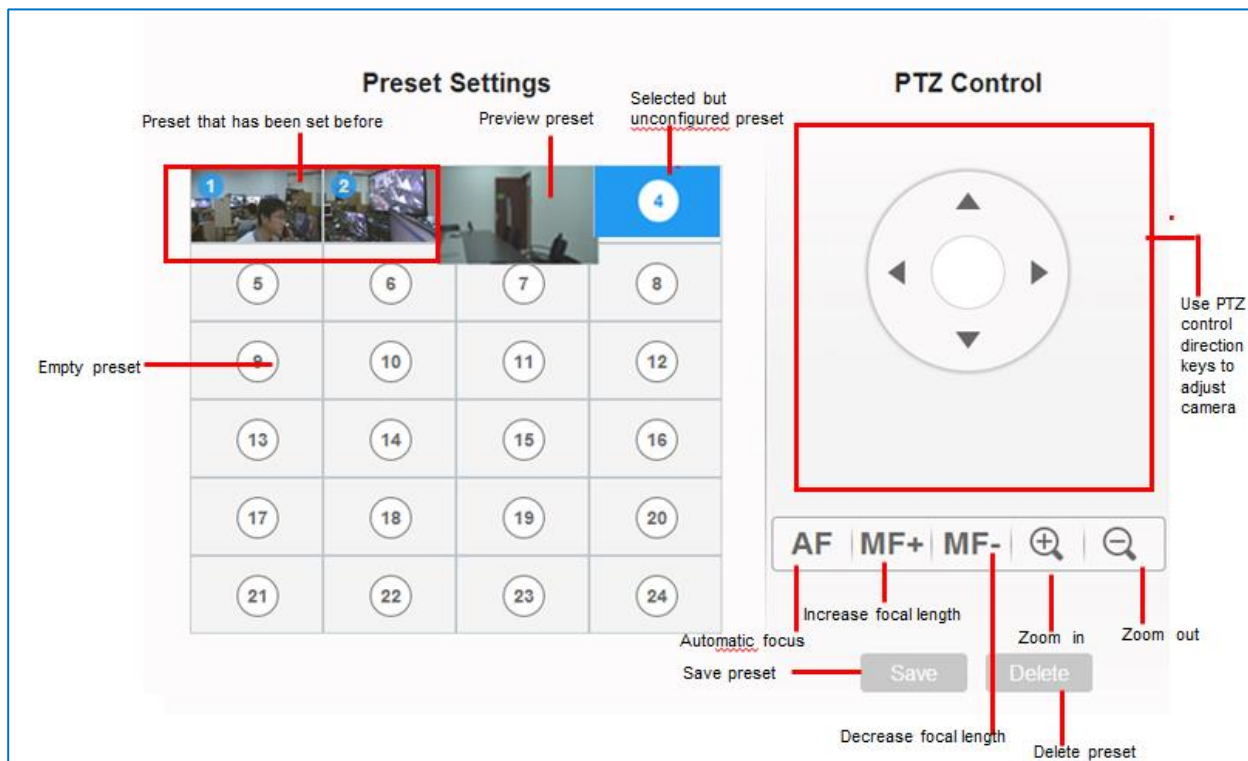 Preset Settings
PTZ Control
Preset that has been set before
Preview preset
Selected but
unconfigured preset
1
2
4
5
6
7
8
Empty preset
9
10
11
12
13
14
15
16
17
18
19
20
21
22
23
24
Use PTZ
control
direction
keys to
adjust
camera
AF
MF+
MF-
Increase focal length
Automatic focus
Zoom in
Zoom out
Save preset
Save
Delete
Decrease focal length
Delete preset